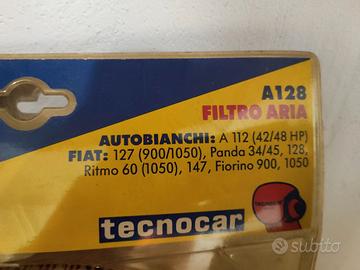 A128
FILTRO ARIA
AUTOBIANCHI: A 112 (42/48 HP)
FIAT: 127 (900/1050), Panda 34/45, 128,
Ritmo 60 (1050), 147, Fiorino 900, 1050
tecnocar
TECNOCAR
subito